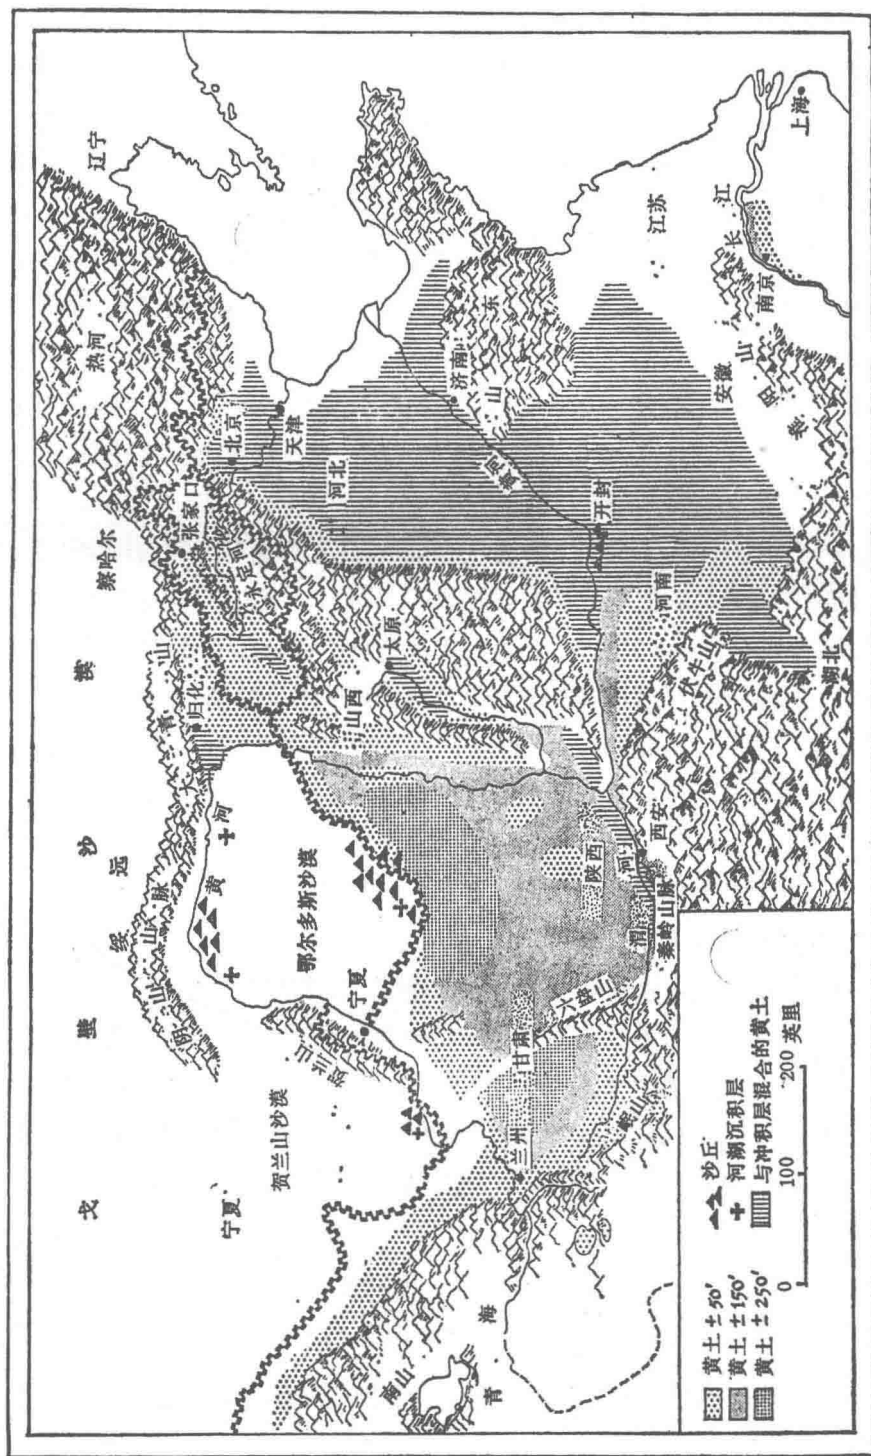 戈壁沙漠
辽宁
热河
察哈尔
绥远
张家口
北京
天津
永定河
大青山
归化
阴山山脉
黄河
鄂尔多斯沙漠
宁夏
贺兰山
贺兰山沙漠
宁夏
河北
济南
山东
黄河
太原
山西
开封
河南
江苏
安徽
长江
南京
上海
伏牛山
湖北
陕西
渭河
西安
秦岭山脉
六盘山
甘肃
兰州
岷山
南山
青海
黄土±50′
黄土±150′
黄土±250′
沙丘
河湖沉积层
与冲积层混合的黄土
0 100 200 英里